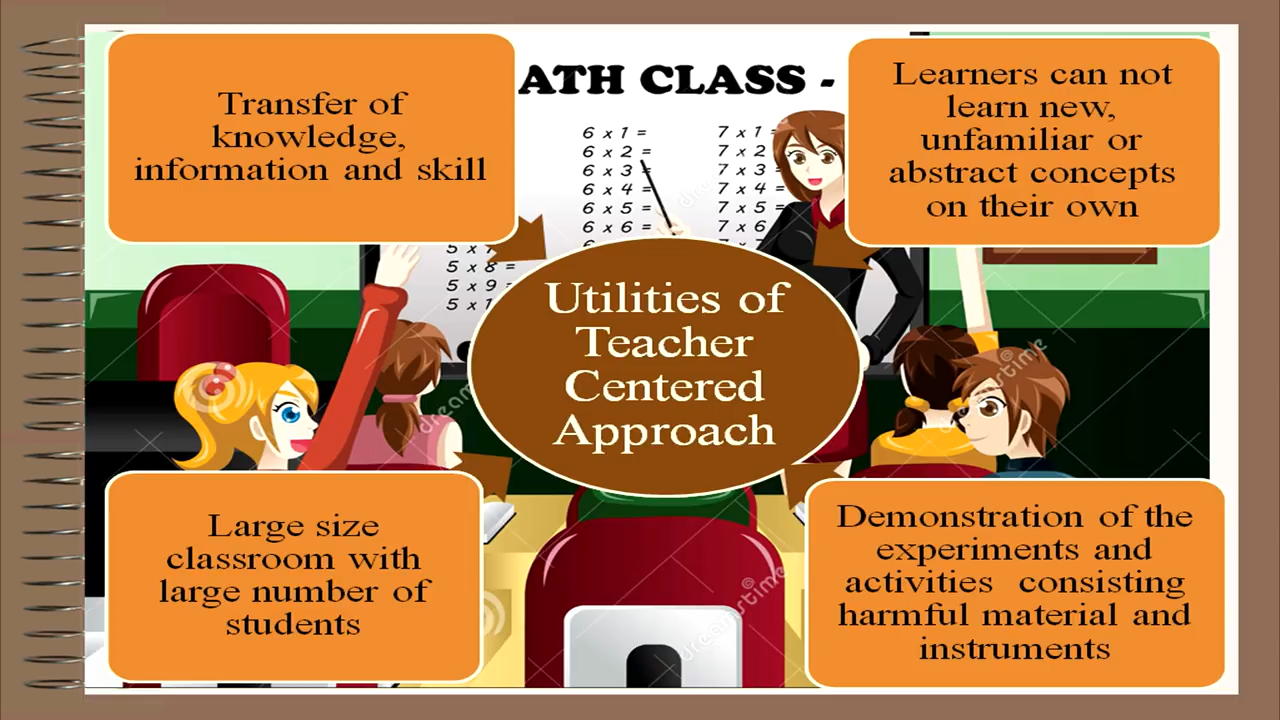 Transfer of
knowledge,
information and skill
ATH CLASS -
Learners can not
learn new,
unfamiliar or
abstract concepts
on their own
6 x 1 =
6 x 2 =
6 x 3 =
6 x 4 =
6 x 5 =
6 x 6 =
7 x 1 =
7 x 2
7 x 3 =
7 x 4 =
7 x 5 =
7 x 6
5 x 8 =
5 x 9
Utilities of
Teacher
Centered
Approach
Large size
classroom with
large number of
students
Demonstration of the
experiments and
activities consisting
harmful material and
instruments
dreamstime